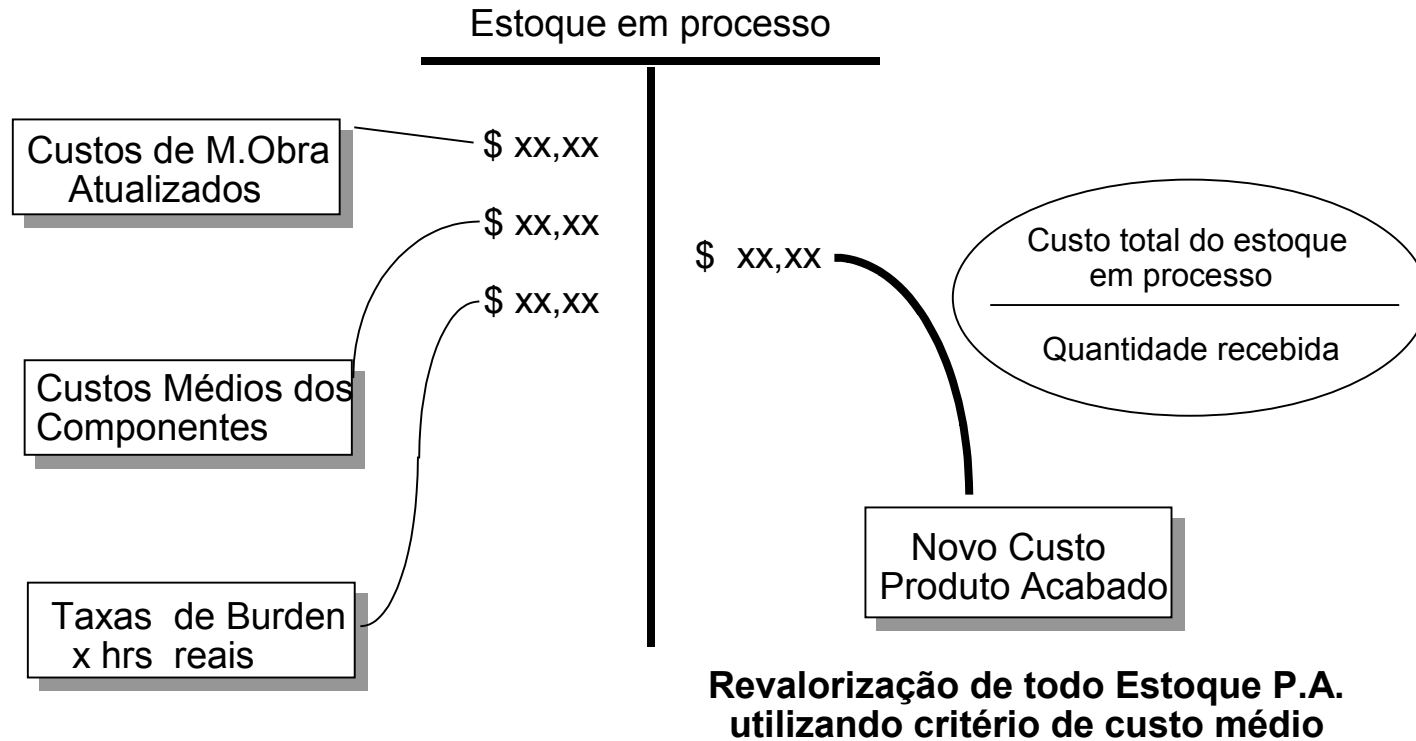 Estoque em processo
Custos de M.Obra
Atualizados
$ xx,xx
$ xx,xx
$ xx,xx
Custos Médios dos
Componentes
Taxas de Burden
x hrs reais
$ xx,xx
Custo total do estoque
em processo
Quantidade recebida
Novo Custo
Produto Acabado
Revalorização de todo Estoque P.A.
utilizando critério de custo médio